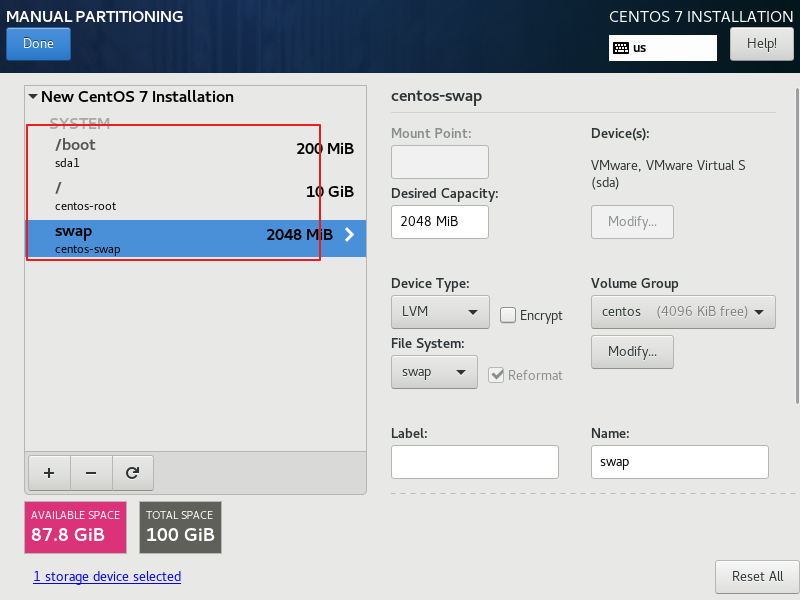 MANUAL PARTITIONING
CENTOS 7 INSTALLATION
Done
us
Help!
New CentOS 7 Installation
SYSTEM
/boot 200 MiB
sda1
/ 10 GiB
centos-root
swap 2048 MiB
centos-swap
+ −
AVAILABLE SPACE
87.8 GiB
TOTAL SPACE
100 GiB
1 storage device selected
centos-swap
Mount Point:
Device(s):
VMware, VMware Virtual S
(sda)
Desired Capacity:
2048 MiB
Modify...
Device Type:
Volume Group
LVM
Encrypt
centos (4096 KiB free)
File System:
Modify...
swap
Reformat
Label:
Name:
swap
Reset All